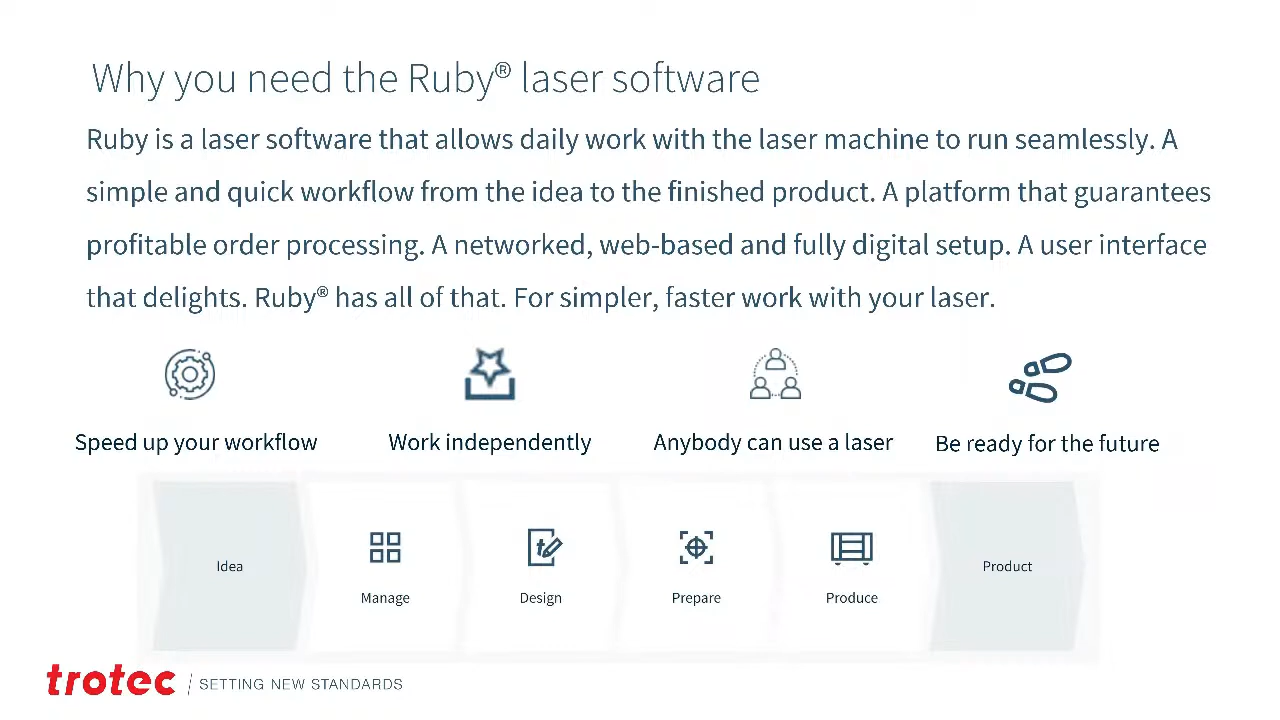 Why you need the Ruby® laser software
Ruby is a laser software that allows daily work with the laser machine to run seamlessly. A
simple and quick workflow from the idea to the finished product. A platform that guarantees
profitable order processing. A networked, web-based and fully digital setup. A user interface
that delights. Ruby® has all of that. For simpler, faster work with your laser.
Speed up your workflow
Work independently
Anybody can use a laser
Be ready for the future
Idea
Manage
Design
Prepare
Produce
Product
trotec / SETTING NEW STANDARDS